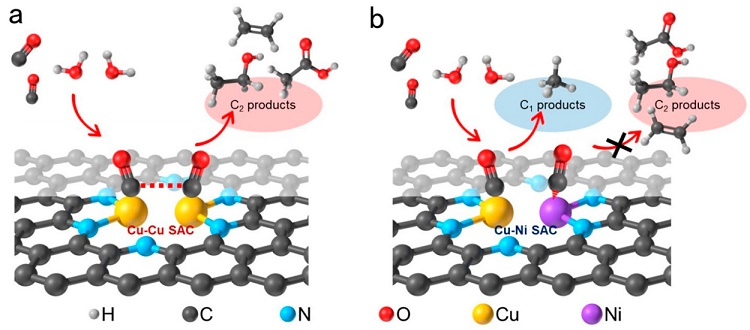 a
C₂ products
Cu-Cu SAC
b
C₁ products
C₂ products
Cu-Ni SAC
H C N O Cu Ni